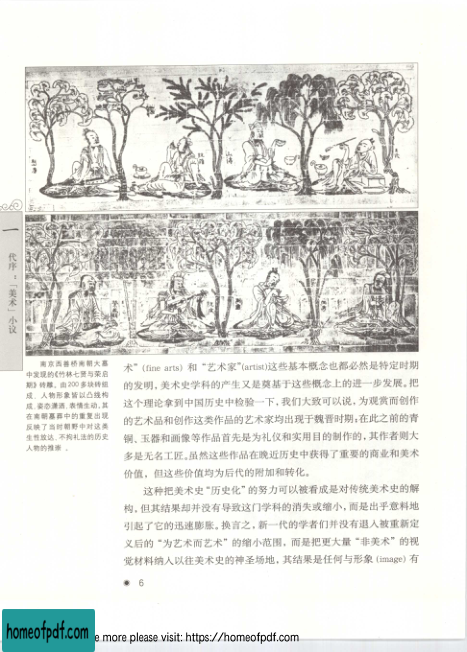 一
代序：「美术」小议
南京西善桥南朝大墓
中发现的《竹林七贤与荣启
期》砖雕。由200多块砖组
成。人物形象皆以凸线构
成，姿态潇洒，表情生动。其
在南朝墓葬中的重复出现
反映了当时朝野中对这类
生性放达、不拘礼法的历史
人物的推崇。
术” (fine arts) 和 “艺术家”(artist)这些基本概念也都必然是特定时期
的发明，美术史学科的产生又是奠基于这些概念上的进一步发展。把
这个理论拿到中国历史中检验一下，我们大致可以说，为观赏而创作
的艺术品和创作这类作品的艺术家均出现于魏晋时期；在此之前的青
铜、玉器和画像等作品首先是为礼仪和实用目的制作的，其作者则大
多是无名工匠。虽然这些作品在晚近历史中获得了重要的商业和美术
价值，但这些价值均为后代的附加和转化。
这种把美术史“历史化”的努力可以被看成是对传统美术史的解
构，但其结果却并没有导致这门学科的消失或缩小，而是出乎意料地
引起了它的迅速膨胀。换言之，新一代的学者们并没有退入被重新定
义后的 “为艺术而艺术” 的缩小范围，而是把更大量 “非美术” 的视
觉材料纳入以往美术史的神圣场地，其结果是任何与形象 (image) 有
6
homeofpdf.com
e more please visit: https://homeofpdf.com